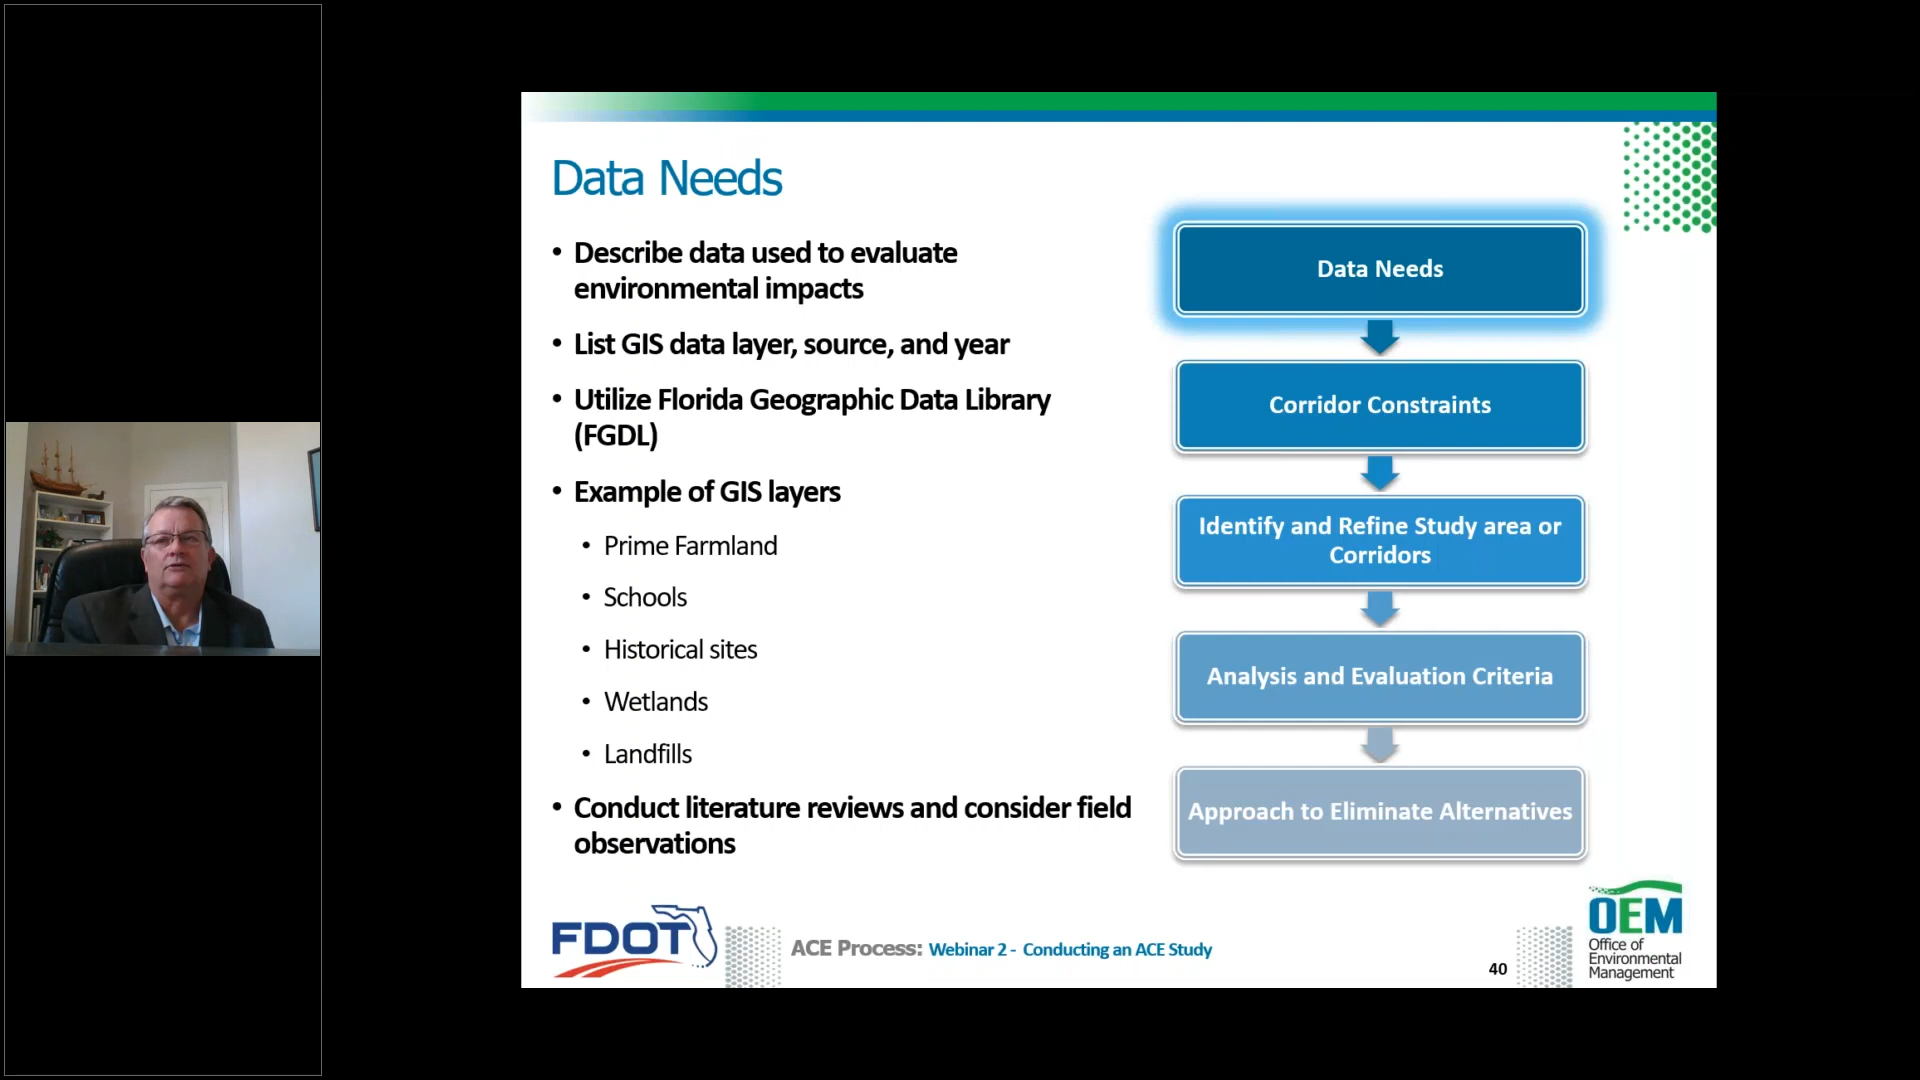 Data Needs
• Describe data used to evaluate
environmental impacts
• List GIS data layer, source, and year
• Utilize Florida Geographic Data Library
(FGDL)
• Example of GIS layers
• Prime Farmland
• Schools
• Historical sites
• Wetlands
• Landfills
• Conduct literature reviews and consider field
observations
Data Needs
Corridor Constraints
Identify and Refine Study area or
Corridors
Analysis and Evaluation Criteria
Approach to Eliminate Alternatives
FDOT
ACE Process: Webinar 2 - Conducting an ACE Study
40
OEM
Office of
Environmental
Management